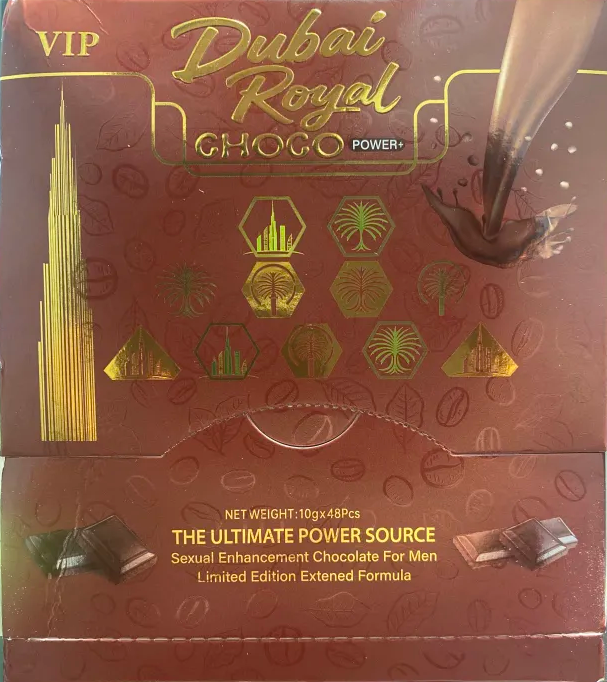 VIP
Dubai
Royal
CHOCO POWER+
NET WEIGHT:10gx48Pcs
THE ULTIMATE POWER SOURCE
Sexual Enhancement Chocolate For Men
Limited Edition Extened Formula